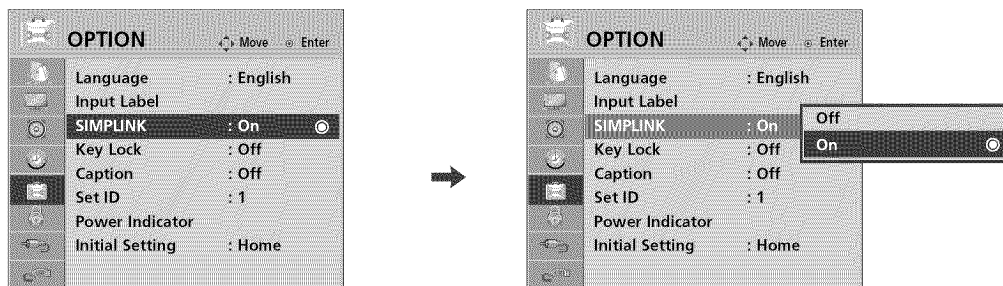 OPTION Move Enter
Language : English
Input Label
SIMPLINK : On
Key Lock : Off
Caption : Off
Set ID : 1
Power Indicator
Initial Setting : Home
OPTION Move Enter
Language : English
Input Label
SIMPLINK : On
Key Lock : Off
Caption : Off
Set ID : 1
Power Indicator
Initial Setting : Home
Off
On